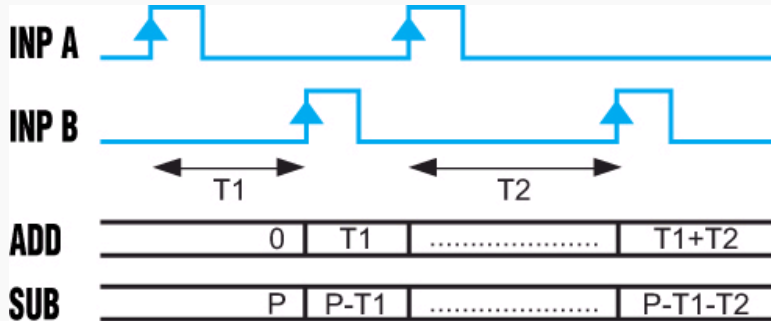 INP A
INP B
T1 T2
ADD 0 T1 ..................... T1+T2
SUB P P-T1 ..................... P-T1-T2